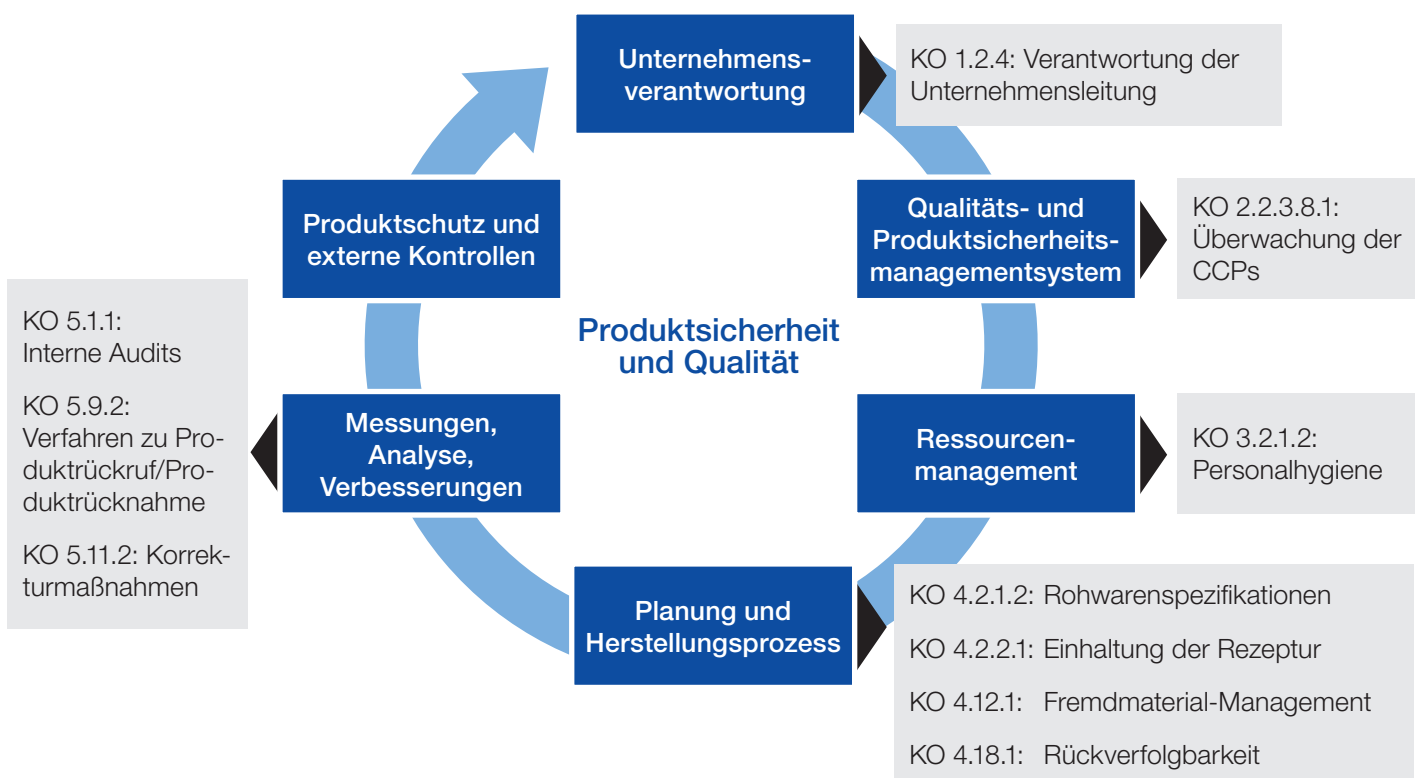 Unternehmens-
verantwortung
KO 1.2.4: Verantwortung der
Unternehmensleitung
Qualitäts- und
Produktsicherheits-
managementsystem
KO 2.2.3.8.1:
Überwachung der
CCPs
Ressourcen-
management
KO 3.2.1.2:
Personalhygiene
Planung und
Herstellungsprozess
KO 4.2.1.2: Rohwarenspezifikationen
KO 4.2.2.1: Einhaltung der Rezeptur
KO 4.12.1: Fremdmaterial-Management
KO 4.18.1: Rückverfolgbarkeit
Messungen,
Analyse,
Verbesserungen
KO 5.1.1:
Interne Audits
KO 5.9.2:
Verfahren zu Pro-
duktrückruf/Pro-
duktrücknahme
KO 5.11.2: Korrek-
turmaßnahmen
Produktschutz und
externe Kontrollen
Produktsicherheit
und Qualität